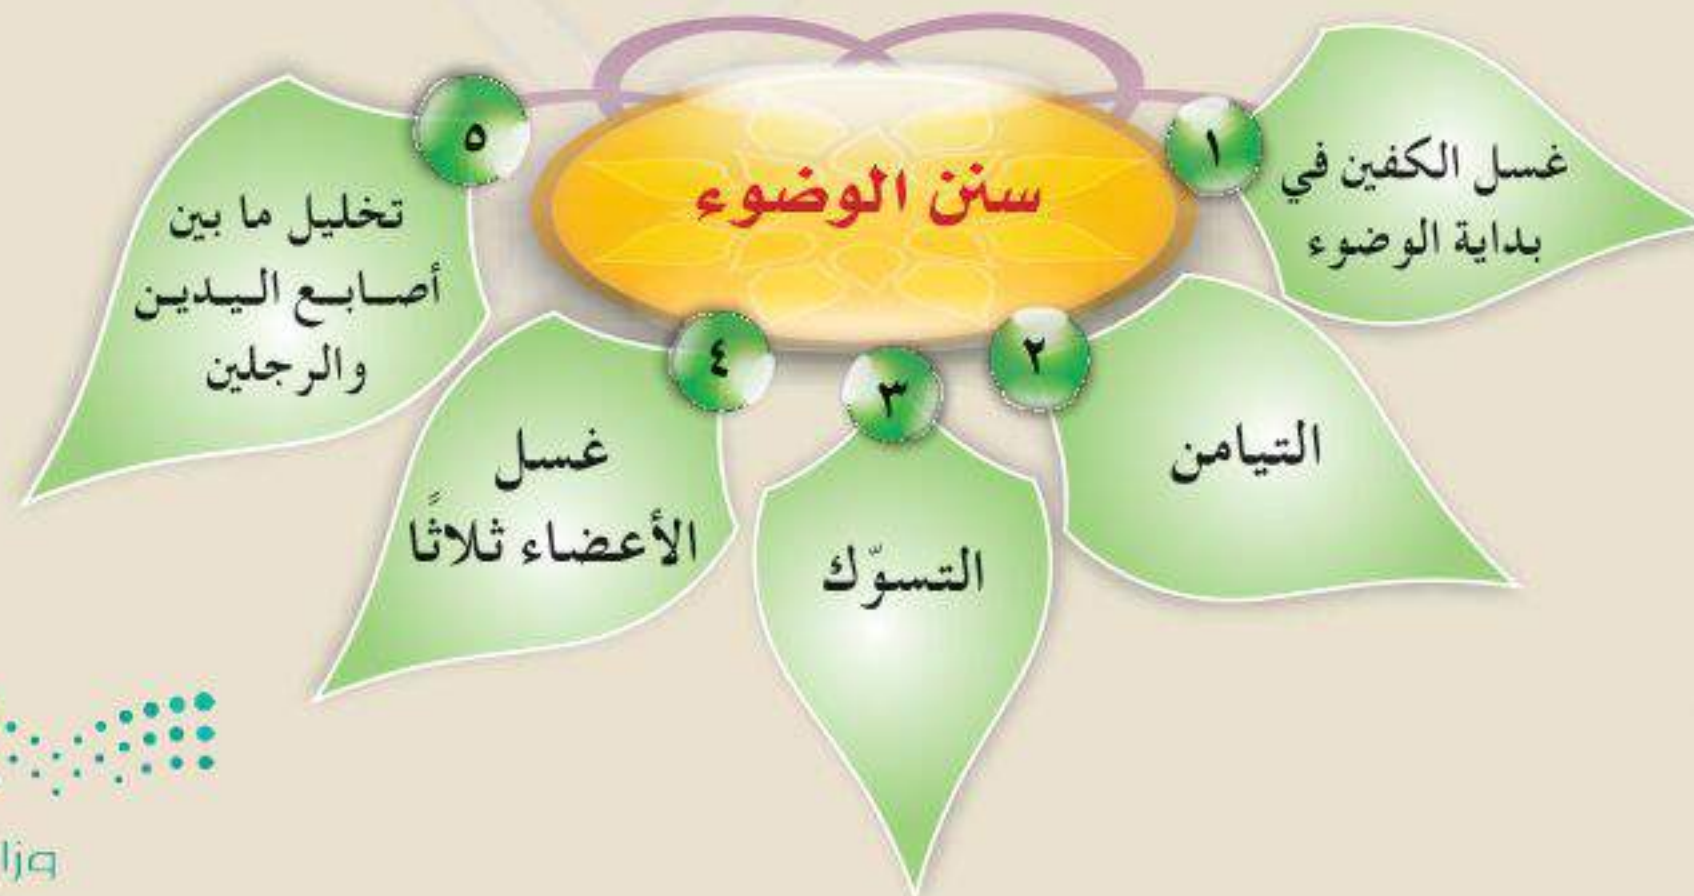 سنن الوضوء
١
غسل الكفين في
بداية الوضوء
٢
التيامن
٣
التسوّك
٤
غسل
الأعضاء ثلاثًا
٥
تخليل ما بين
أصابع اليدين
والرجلين